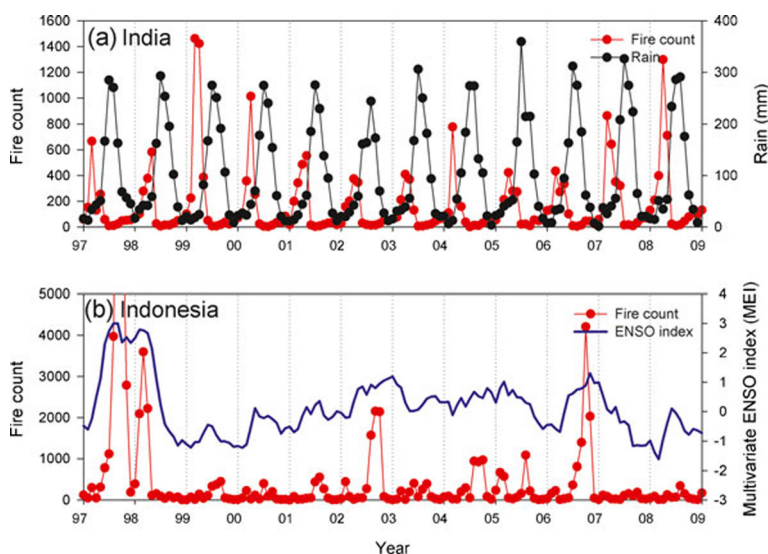 (a) India
Fire count
Rain
Fire count
Rain (mm)
1600
1400
1200
1000
800
600
400
200
0
400
300
200
100
0
97 98 99 00 01 02 03 04 05 06 07 08 09
(b) Indonesia
Fire count
ENSO index
Fire count
Multivariate ENSO index (MEI)
5000
4000
3000
2000
1000
0
4
3
2
1
0
-1
-2
-3
97 98 99 00 01 02 03 04 05 06 07 08 09
Year